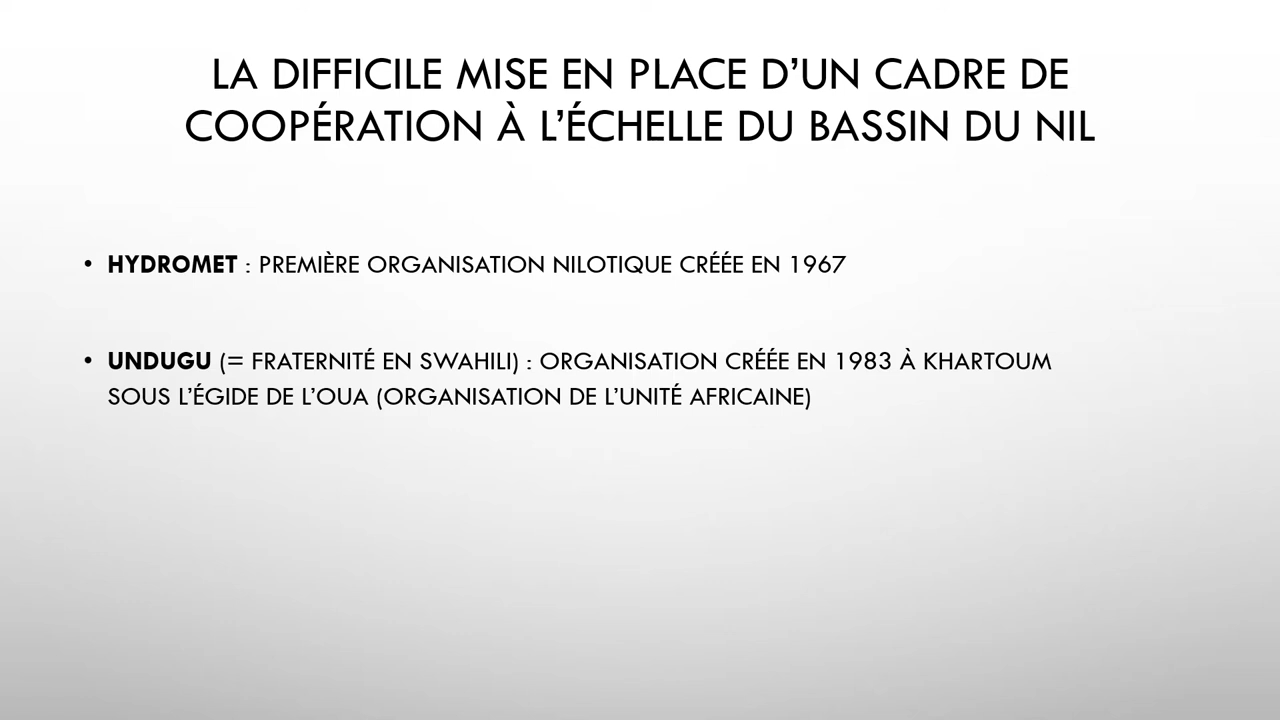 LA DIFFICILE MISE EN PLACE D’UN CADRE DE
COOPÉRATION À L’ÉCHELLE DU BASSIN DU NIL
• HYDROMET : PREMIÈRE ORGANISATION NILOTIQUE CRÉÉE EN 1967
• UNDUGU (= FRATERNITÉ EN SWAHILI) : ORGANISATION CRÉÉE EN 1983 À KHARTOUM
SOUS L’ÉGIDE DE L’OUA (ORGANISATION DE L’UNITÉ AFRICAINE)